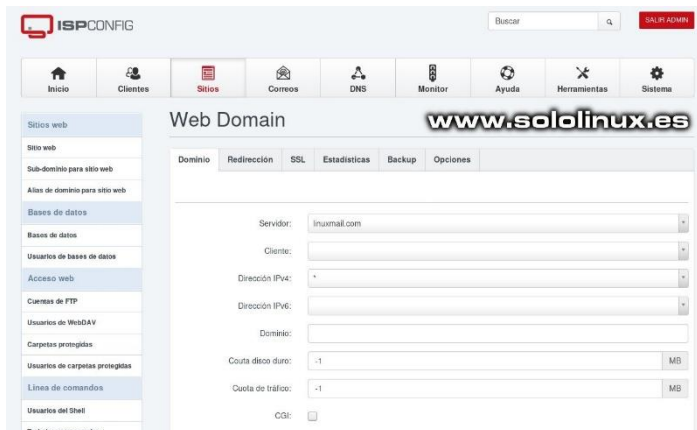 ISPCONFIG
Buscar
SALIR ADMIN
Inicio
Clientes
Sitios
Correos
DNS
Monitor
Ayuda
Herramientas
Sistema
Sitios web
Sitio web
Sub-dominio para sitio web
Alias de dominio para sitio web
Bases de datos
Bases de datos
Usuarios de bases de datos
Acceso web
Cuentas de FTP
Usuarios de WebDAV
Carpetas protegidas
Usuarios de carpetas protegidas
Línea de comandos
Usuarios del Shell
Web Domain
www.sololinux.es
Dominio
Redirección
SSL
Estadísticas
Backup
Opciones
Servidor: linuxmail.com
Cliente:
Dirección IPv4: *
Dirección IPv6:
Dominio:
Couta disco duro: -1 MB
Cuota de tráfico: -1 MB
CGI: